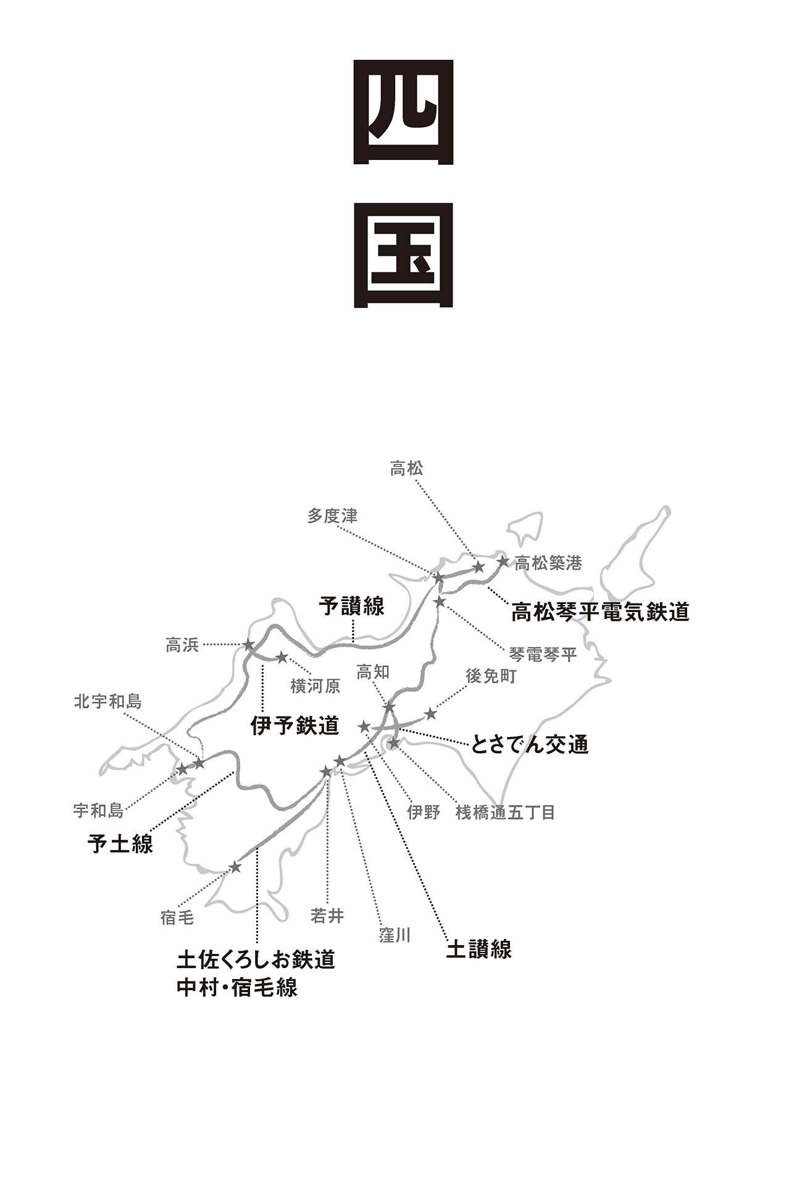 四国
高松
多度津
高松築港
予讃線
高松琴平電気鉄道
高浜
琴電琴平
高知
横河原
後免町
北宇和島
伊予鉄道
とさでん交通
宇和島
伊野
桟橋通五丁目
予土線
宿毛
若井
窪川
土讃線
土佐くろしお鉄道
中村・宿毛線